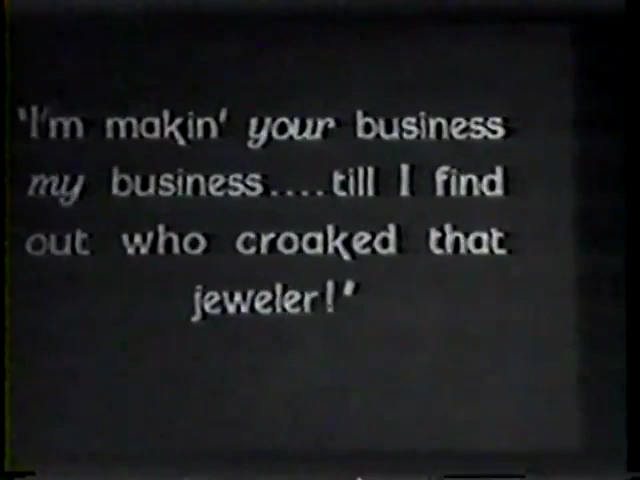 "I'm makin' your business
my business....till I find
out who croaked that
jeweler!"